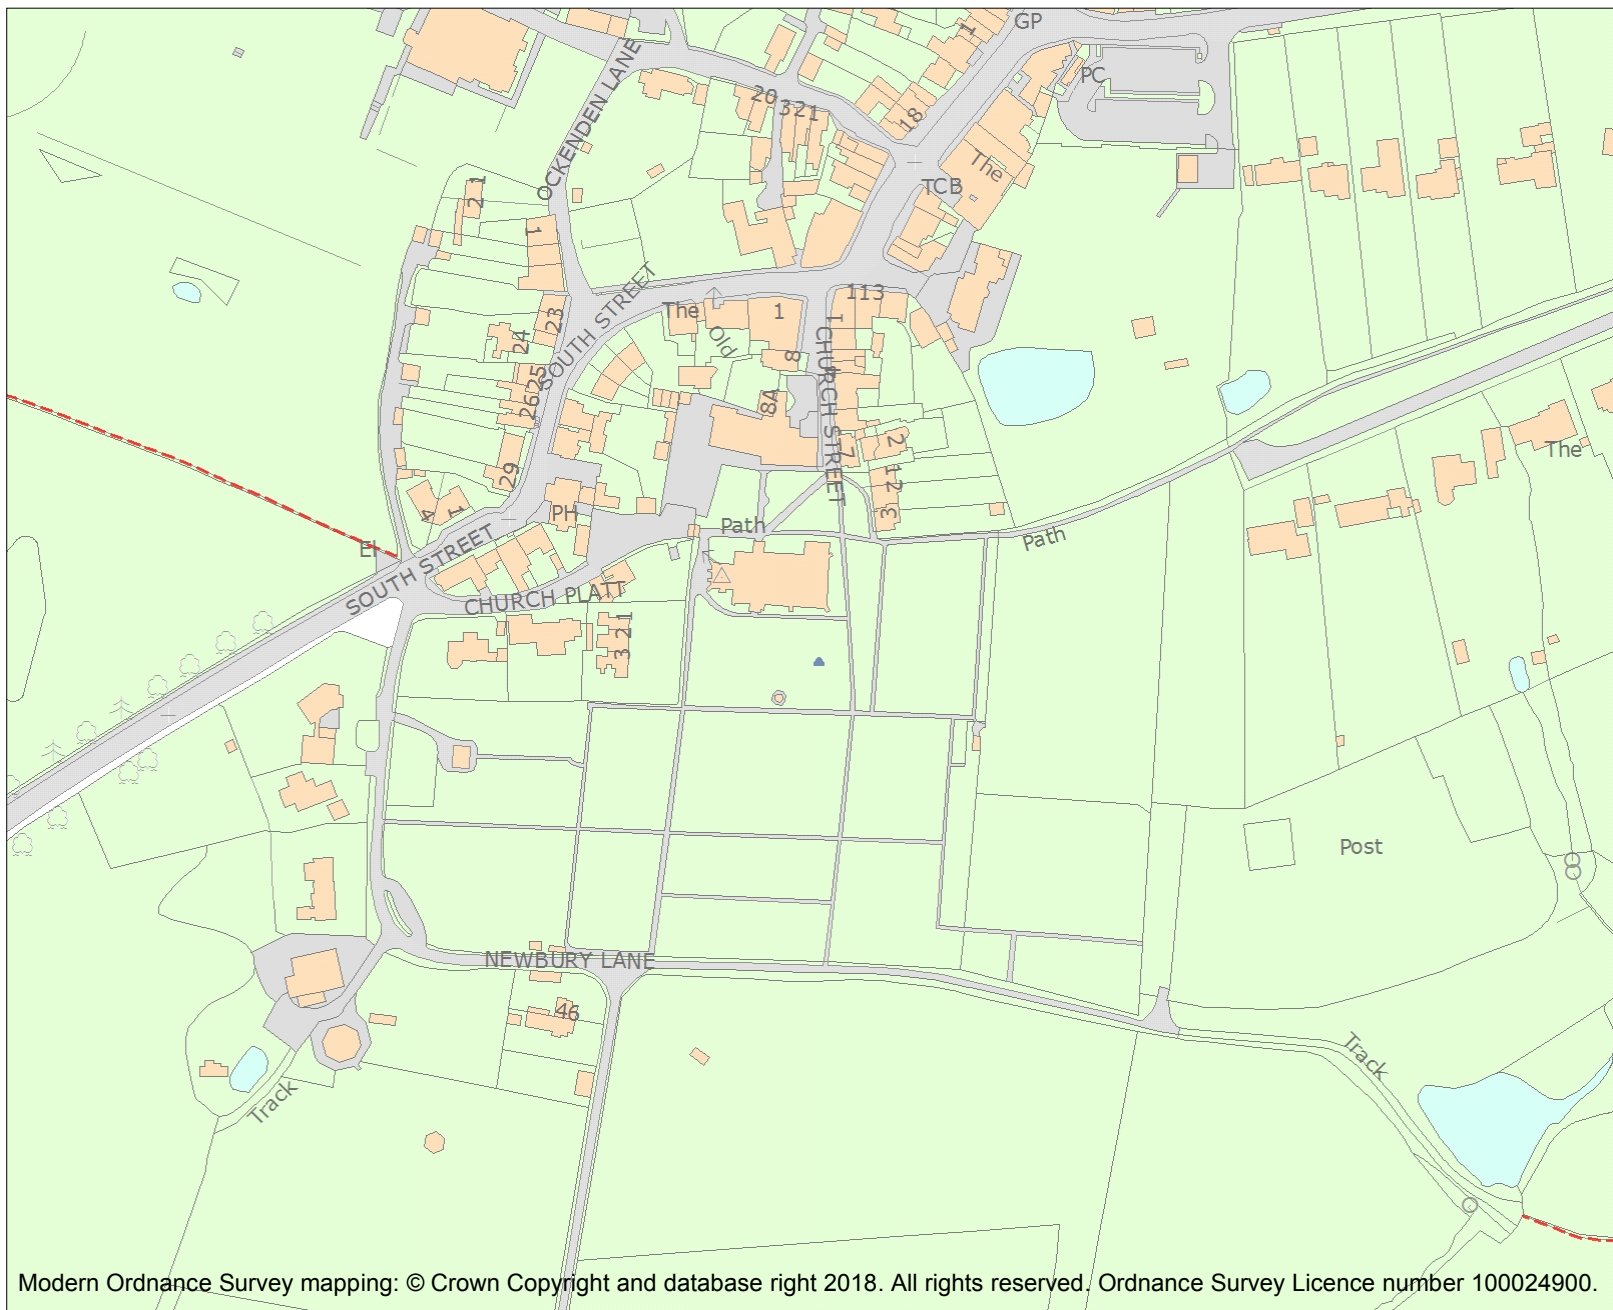 GP
1
PC
OCKENDEN LANE
20
3
21
18
The
TCB
21
1
SOUTH STREET
The
1
113
23
Old
1
24
8
CHURCH STREET
25
26
8A
2
7
The
29
1
2
4
1
PH
3
Path
Path
El
SOUTH STREET
CHURCH PLATT
3 2 1
Post
NEWBURY LANE
46
Track
Track
Modern Ordnance Survey mapping: © Crown Copyright and database right 2018. All rights reserved. Ordnance Survey Licence number 100024900.